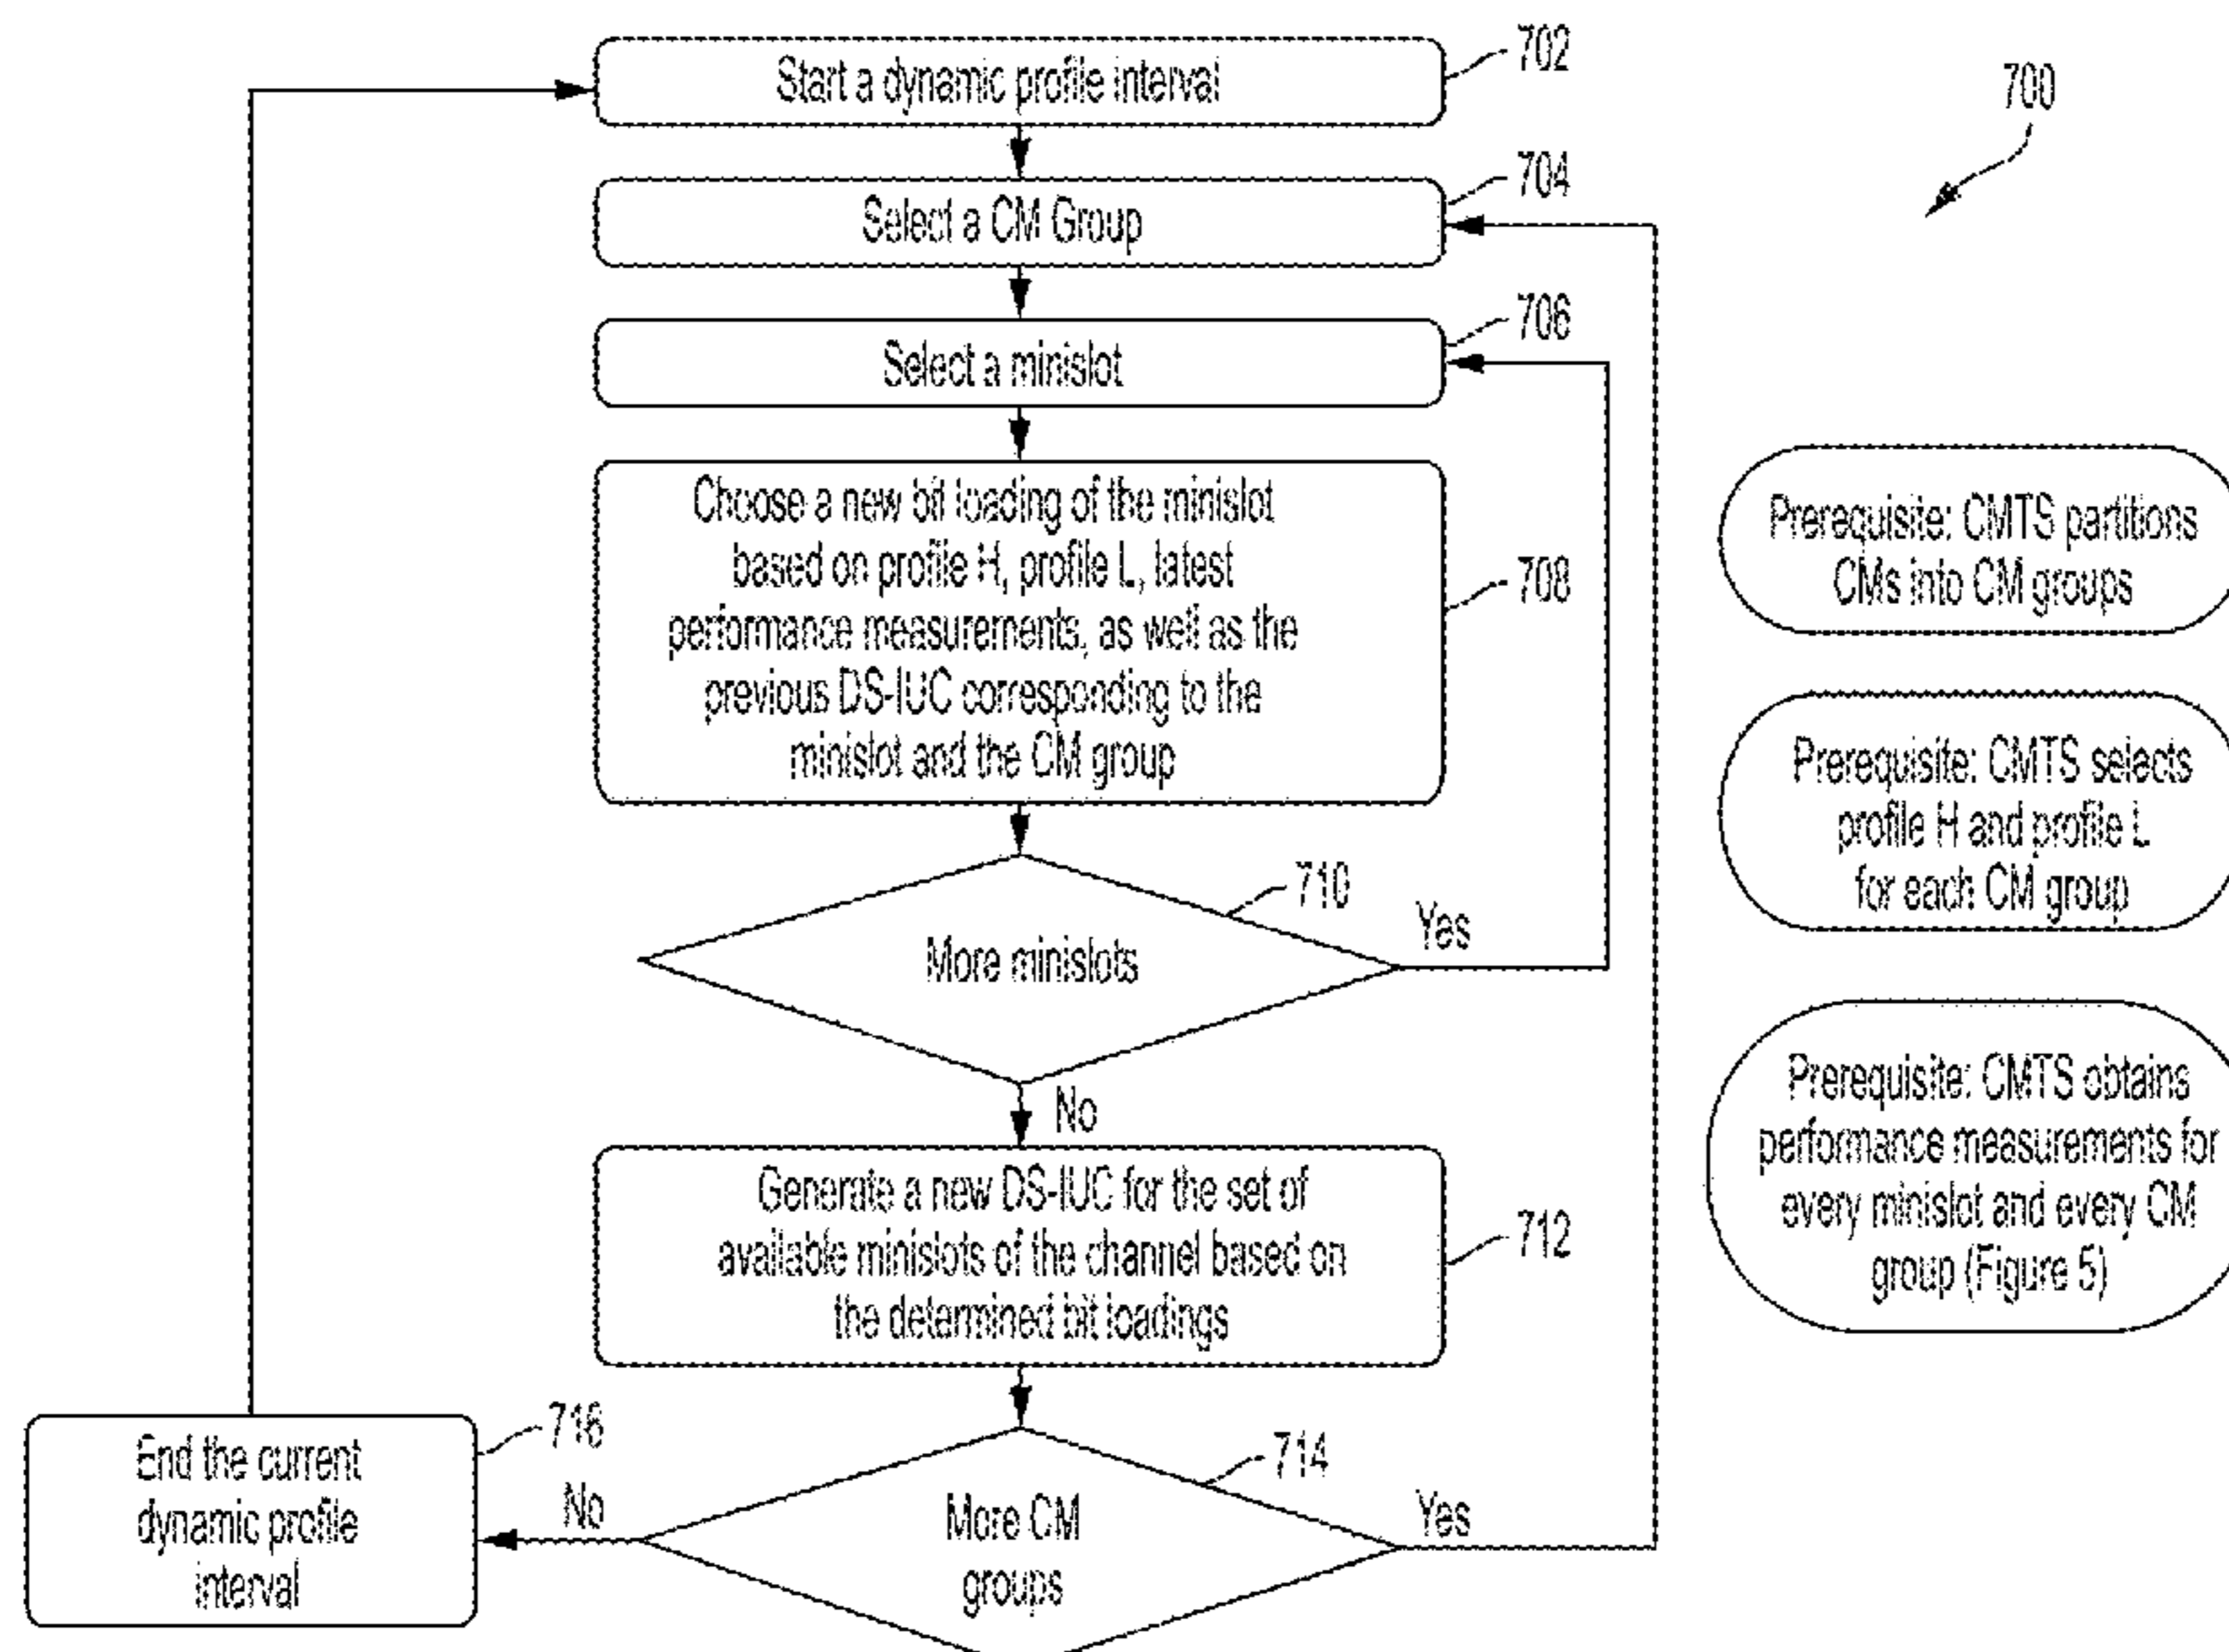 Start a dynamic profile interval
702
700
Select a CM Group
704
Select a minislot
706
Choose a new bit loading of the minislot
based on profile H, profile L, latest
performance measurements, as well as the
previous DS-IUC corresponding to the
minislot and the CM group
708
Prerequisite: CMTS partitions
CMs into CM groups
Prerequisite: CMTS selects
profile H and profile L
for each CM group
710
More minislots
Yes
No
Prerequisite: CMTS obtains
performance measurements for
every minislot and every CM
group (Figure 5)
Generate a new DS-IUC for the set of
available minislots of the channel based on
the determined bit loadings
712
End the current
dynamic profile
interval
716
No
714
More CM
groups
Yes